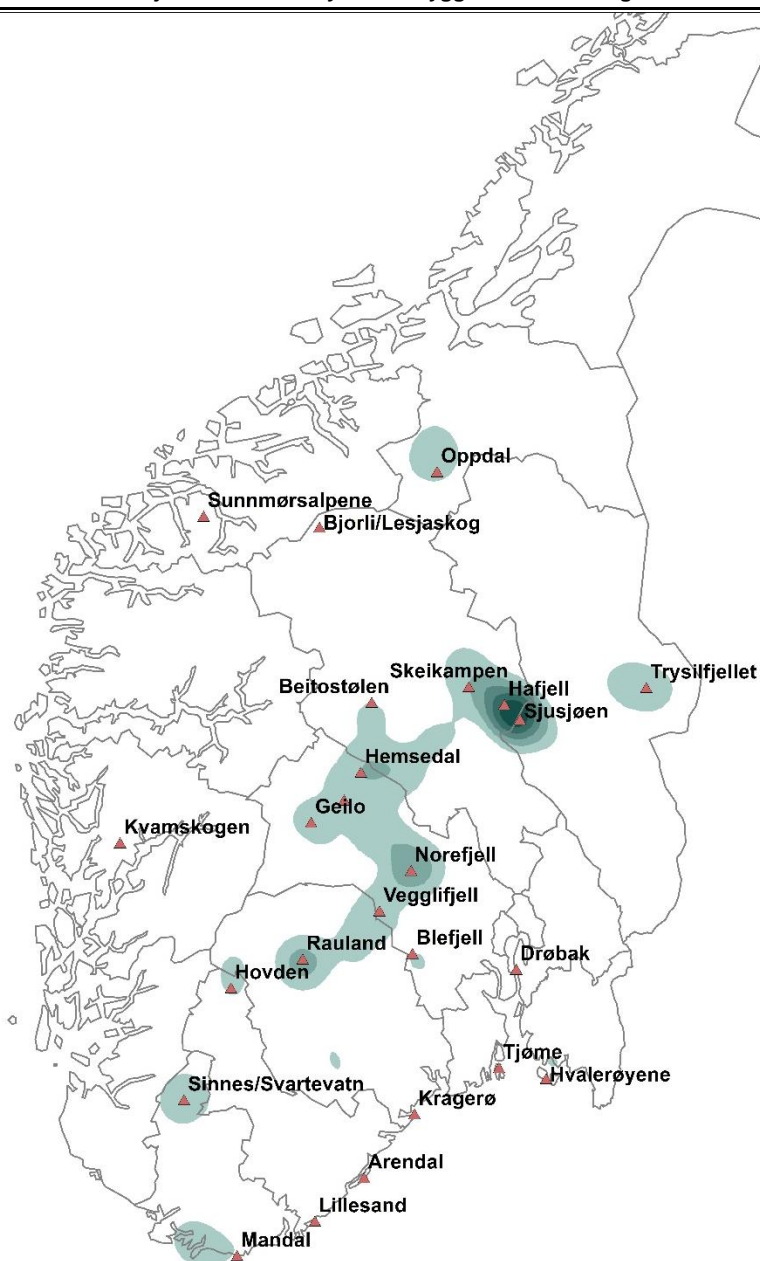 Oppdal
Sunnmørsalpene
Bjorli/Lesjaskog
Skeikampen
Trysilfjellet
Beitostølen
Hafjell
Sjusjøen
Hemsedal
Geilo
Kvamskogen
Norefjell
Vegglifjell
Rauland
Blefjell
Drøbak
Hovden
Tjøme
Hvalerøyene
Sinnes/Svartevatn
Kragerø
Arendal
Lillesand
Mandal